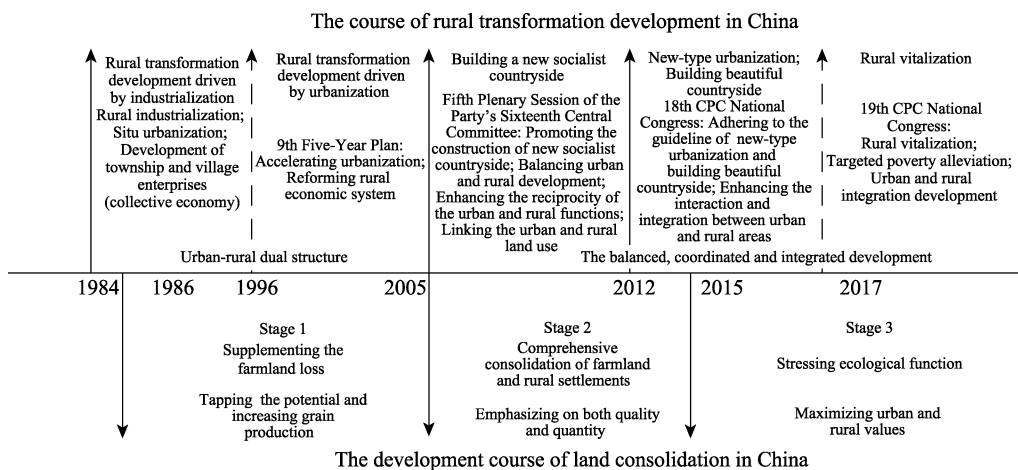 The course of rural transformation development in China
Rural transformation
development driven
by industrialization
Rural industrialization;
Situ urbanization;
Development of
township and village
enterprises
(collective economy)
Rural transformation
development driven
by urbanization
9th Five-Year Plan:
Accelerating urbanization;
Reforming rural
economic system
Building a new socialist
countryside
Fifth Plenary Session of the
Party's Sixteenth Central
Committee: Promoting the
construction of new socialist
countryside; Balancing urban
and rural development;
Enhancing the reciprocity of
the urban and rural functions;
Linking the urban and rural
land use
New-type urbanization;
Building beautiful
countryside
18th CPC National
Congress: Adhering to the
guideline of new-type
urbanization and
building beautiful
countryside; Enhancing the
interaction and
integration between urban
and rural areas
Rural vitalization
19th CPC National
Congress:
Rural vitalization;
Targeted poverty alleviation;
Urban and rural
integration development
Urban-rural dual structure
The balanced, coordinated and integrated development
1984 1986 1996 2005 2012 2015 2017
Stage 1
Supplementing the
farmland loss
Tapping the potential and
increasing grain
production
Stage 2
Comprehensive
consolidation of farmland
and rural settlements
Emphasizing on both quality
and quantity
Stage 3
Stressing ecological function
Maximizing urban and
rural values
The development course of land consolidation in China